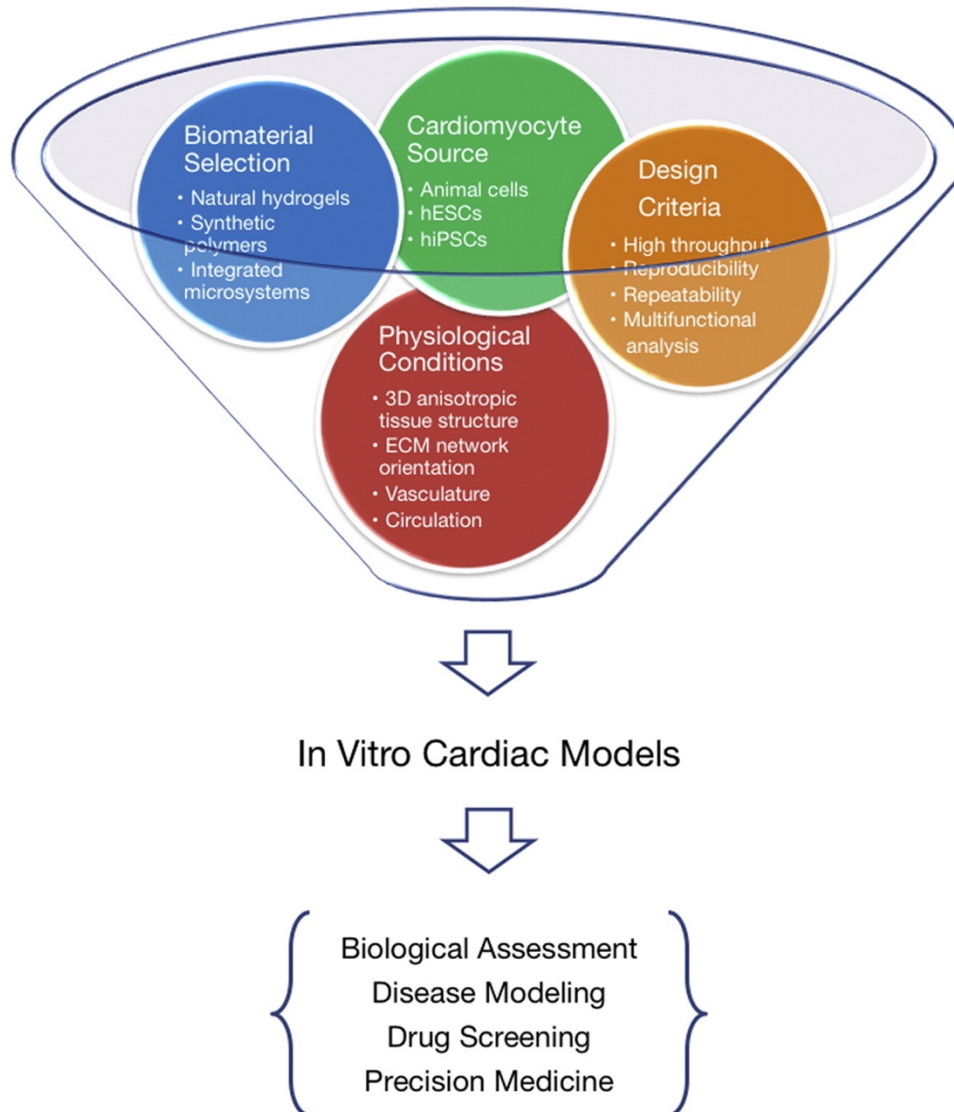 Biomaterial
Selection
• Natural hydrogels
• Synthetic
polymers
• Integrated
microsystems
Cardiomyocyte
Source
• Animal cells
• hESCs
• hiPSCs
Design
Criteria
• High throughput
• Reproducibility
• Repeatability
• Multifunctional
analysis
Physiological
Conditions
• 3D anisotropic
tissue structure
• ECM network
orientation
• Vasculature
• Circulation
In Vitro Cardiac Models
Biological Assessment
Disease Modeling
Drug Screening
Precision Medicine